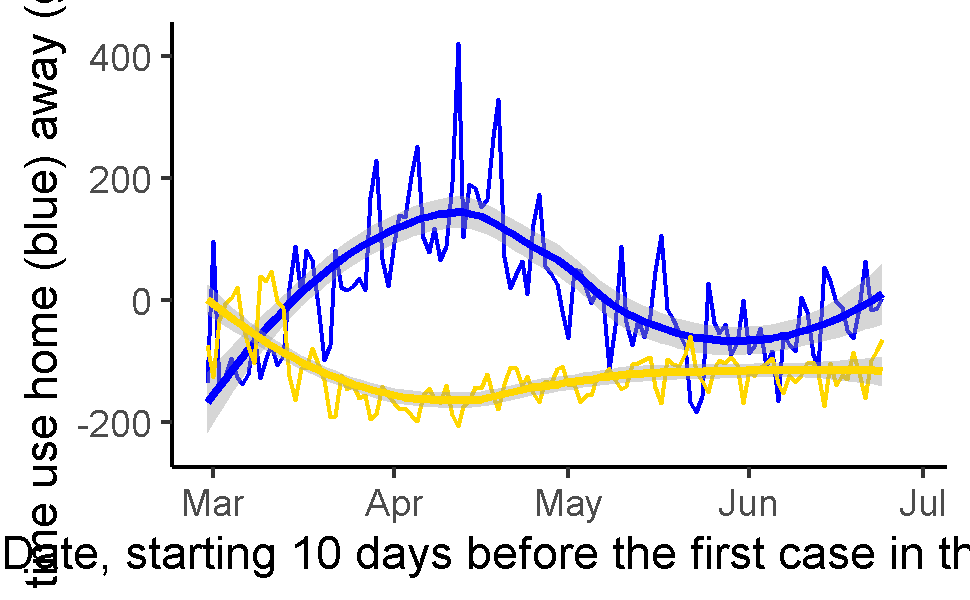 time use home (blue) away (
400
200
0
-200
Mar Apr May Jun Jul
Date, starting 10 days before the first case in th